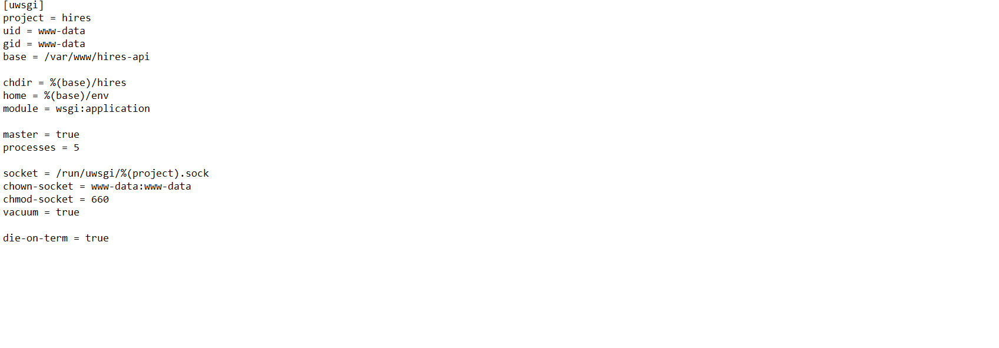 [uwsgi]
project = hires
uid = www-data
gid = www-data
base = /var/www/hires-api
chdir = %(base)/hires
home = %(base)/env
module = wsgi:application
master = true
processes = 5
socket = /run/uwsgi/%(project).sock
chown-socket = www-data:www-data
chmod-socket = 660
vacuum = true
die-on-term = true